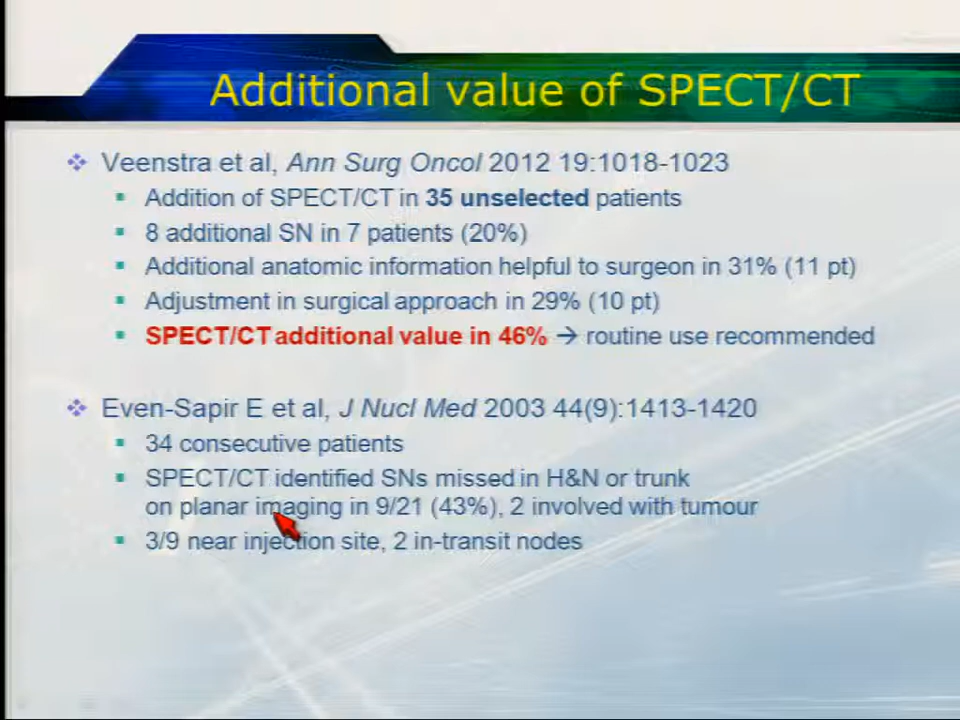 Additional value of SPECT/CT
Veenstra et al, Ann Surg Oncol 2012 19:1018-1023
Addition of SPECT/CT in 35 unselected patients
8 additional SN in 7 patients (20%)
Additional anatomic information helpful to surgeon in 31% (11 pt)
Adjustment in surgical approach in 29% (10 pt)
SPECT/CT additional value in 46% → routine use recommended
Even-Sapir E et al, J Nucl Med 2003 44(9):1413-1420
34 consecutive patients
SPECT/CT identified SNs missed in H&N or trunk
on planar imaging in 9/21 (43%), 2 involved with tumour
3/9 near injection site, 2 in-transit nodes